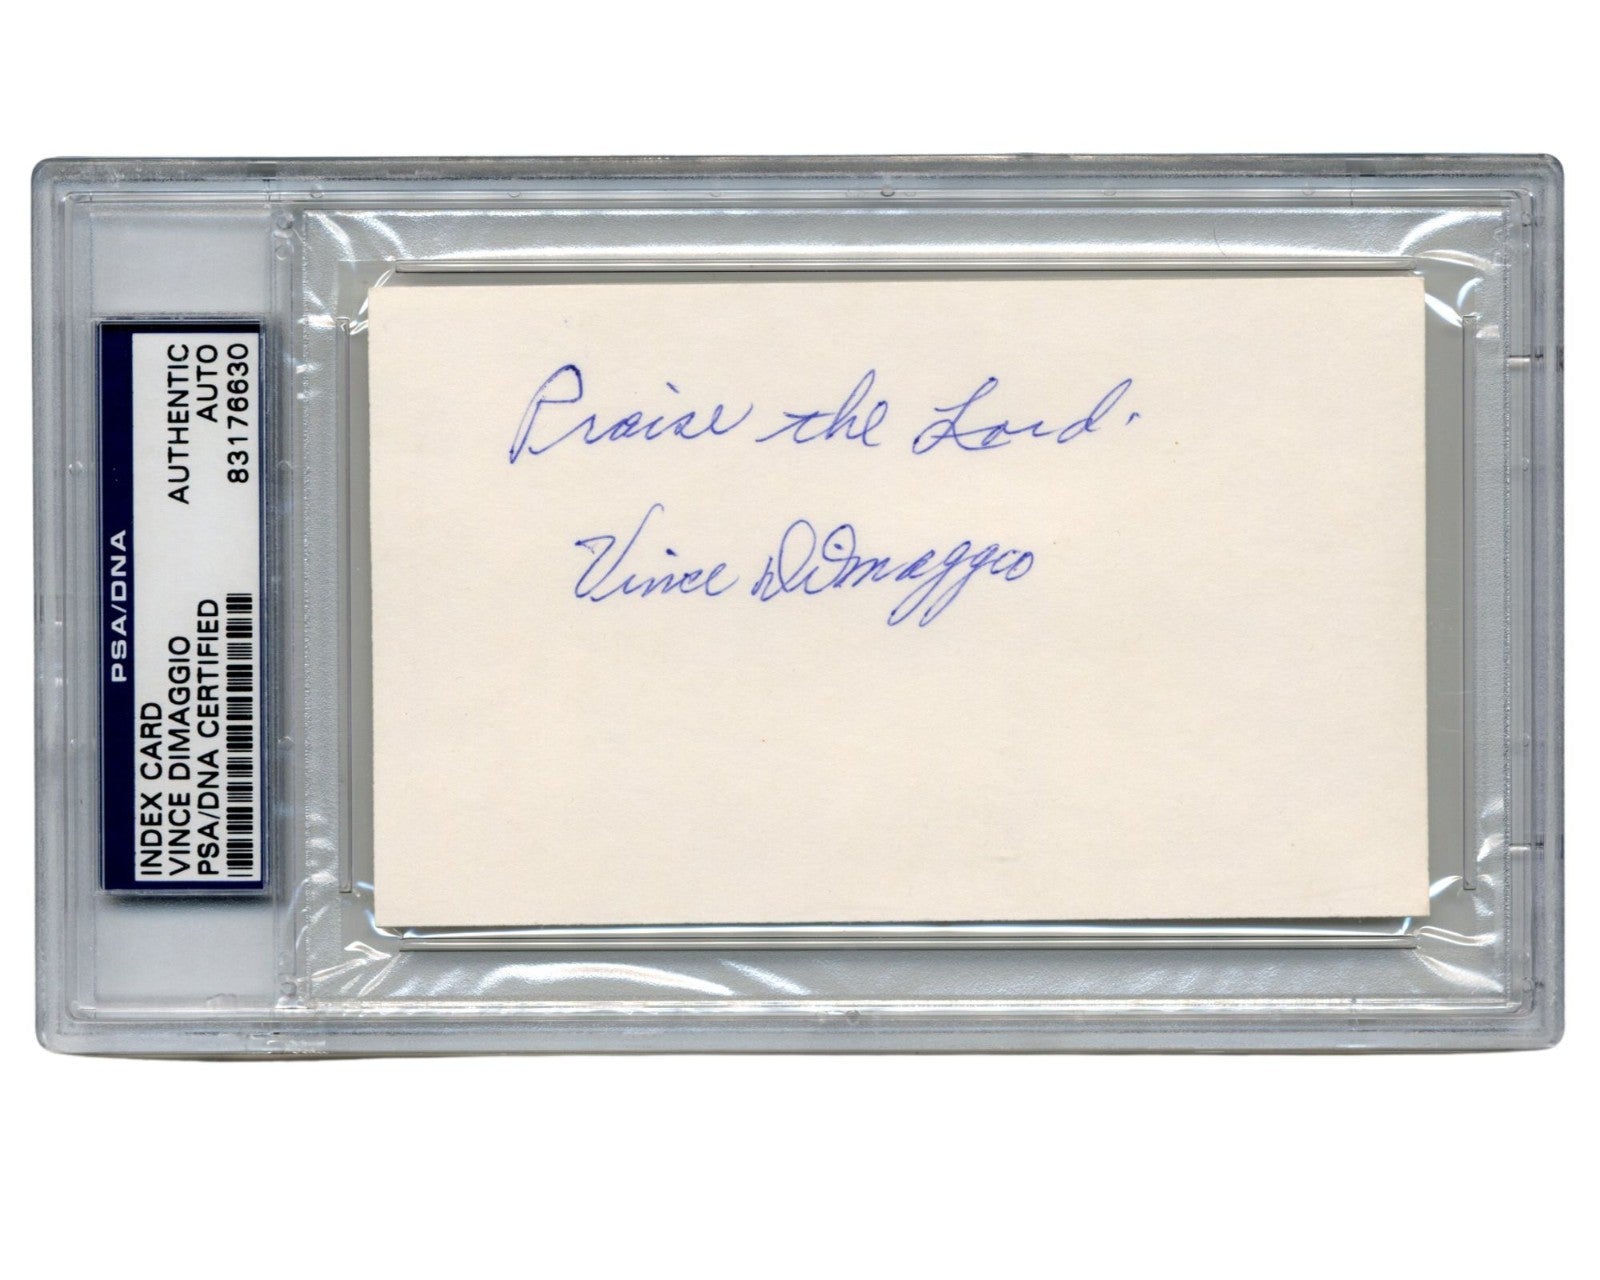 PSA/DNA
INDEX CARD
VINCE DIMAGGIO
PSA/DNA CERTIFIED
AUTHENTIC
AUTO
83176630
Praise the Lord.
Vince DiMaggio